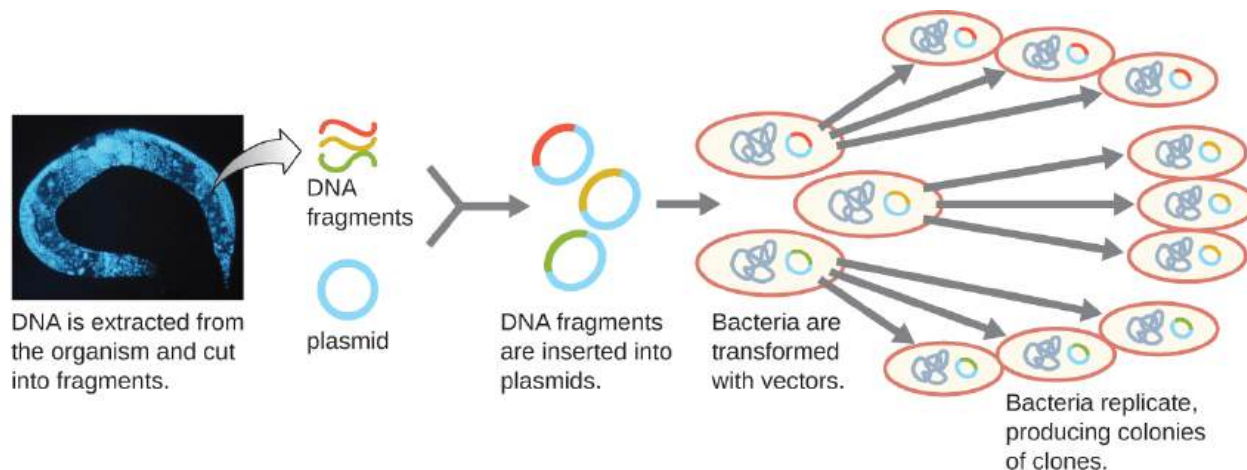 DNA
fragments
plasmid
DNA is extracted from
the organism and cut
into fragments.
DNA fragments
are inserted into
plasmids.
Bacteria are
transformed
with vectors.
Bacteria replicate,
producing colonies
of clones.